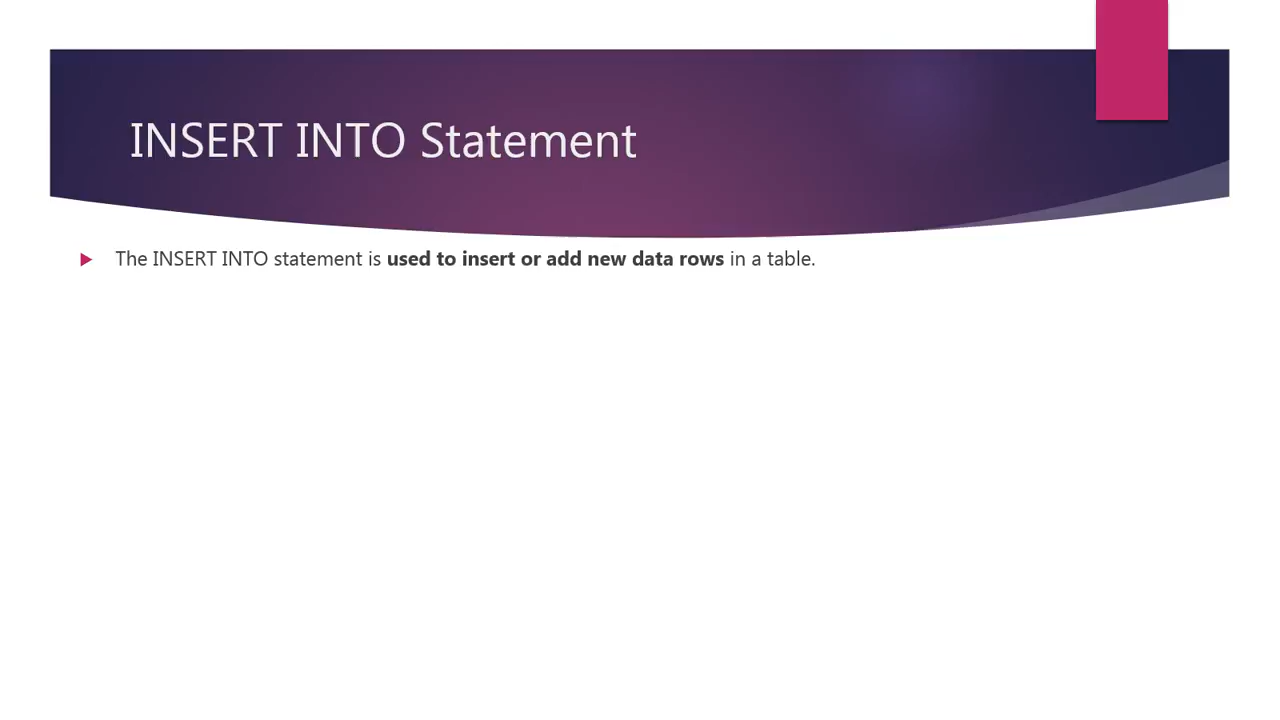 INSERT INTO Statement
The INSERT INTO statement is used to insert or add new data rows in a table.